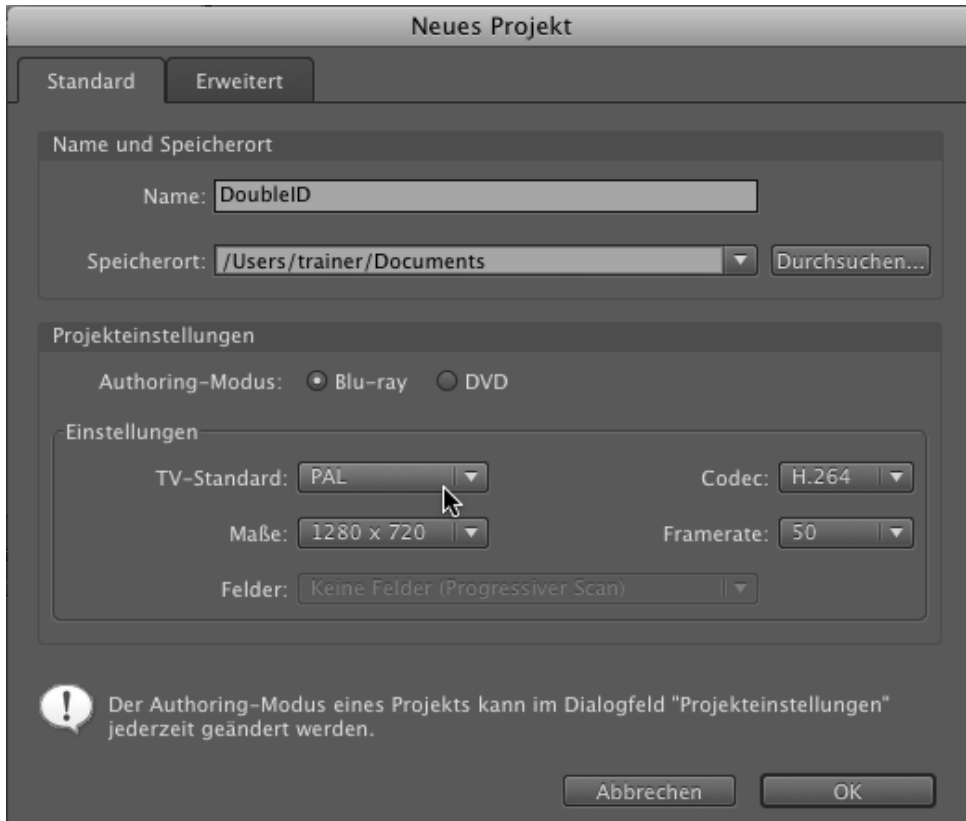 Neues Projekt
Standard Erweitert
Name und Speicherort
Name: DoubleID
Speicherort: /Users/trainer/Documents Durchsuchen...
Projekteinstellungen
Authoring-Modus: Blu-ray DVD
Einstellungen
TV-Standard: PAL Codec: H.264
Maße: 1280 x 720 Framerate: 50
Felder: Keine Felder (Progressiver Scan)
Der Authoring-Modus eines Projekts kann im Dialogfeld "Projekteinstellungen"
jederzeit geändert werden.
Abbrechen OK